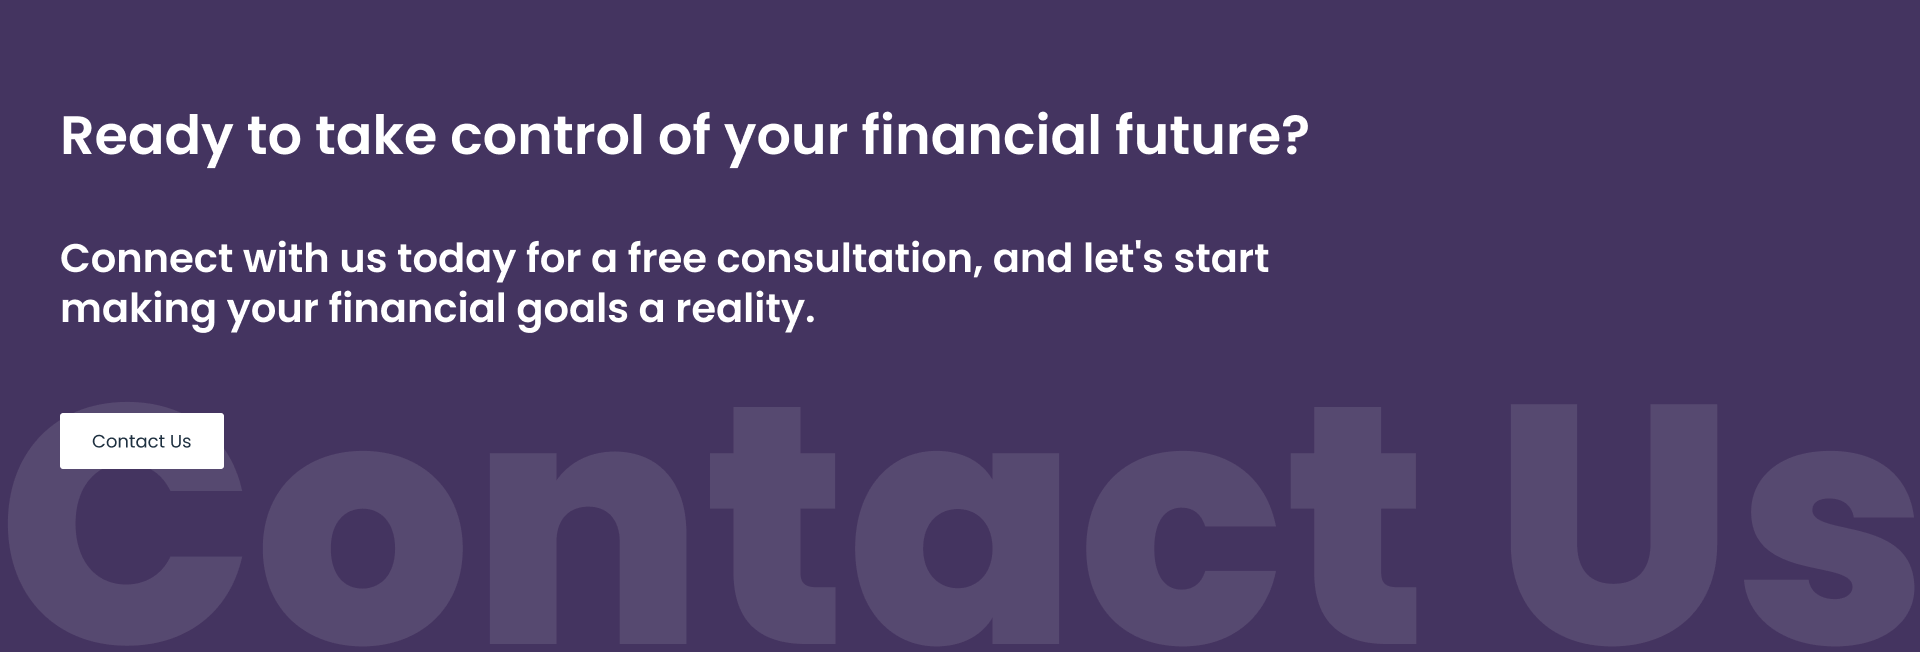 Ready to take control of your financial future?
Connect with us today for a free consultation, and let's start
making your financial goals a reality.
Contact Us
Contact Us